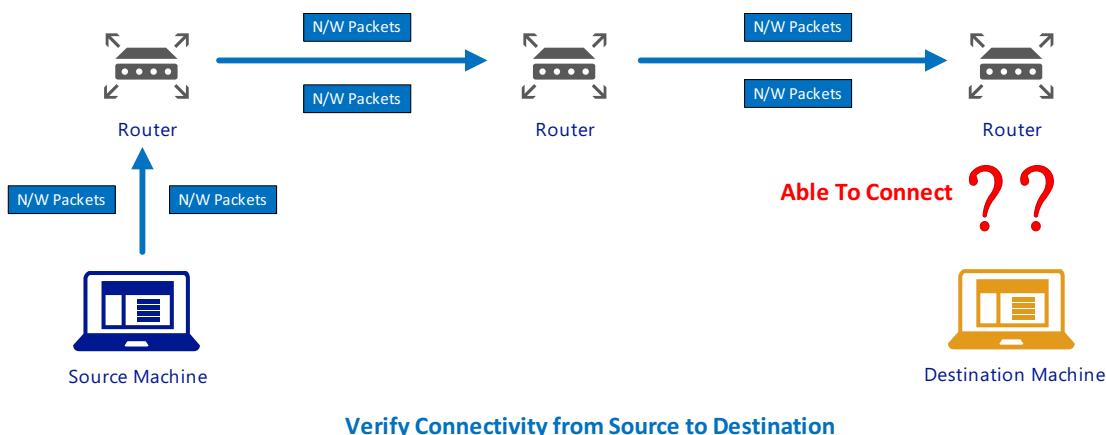 N/W Packets
N/W Packets
N/W Packets
N/W Packets
Router
Router
Router
N/W Packets
N/W Packets
Able To Connect ??
Source Machine
Destination Machine
Verify Connectivity from Source to Destination